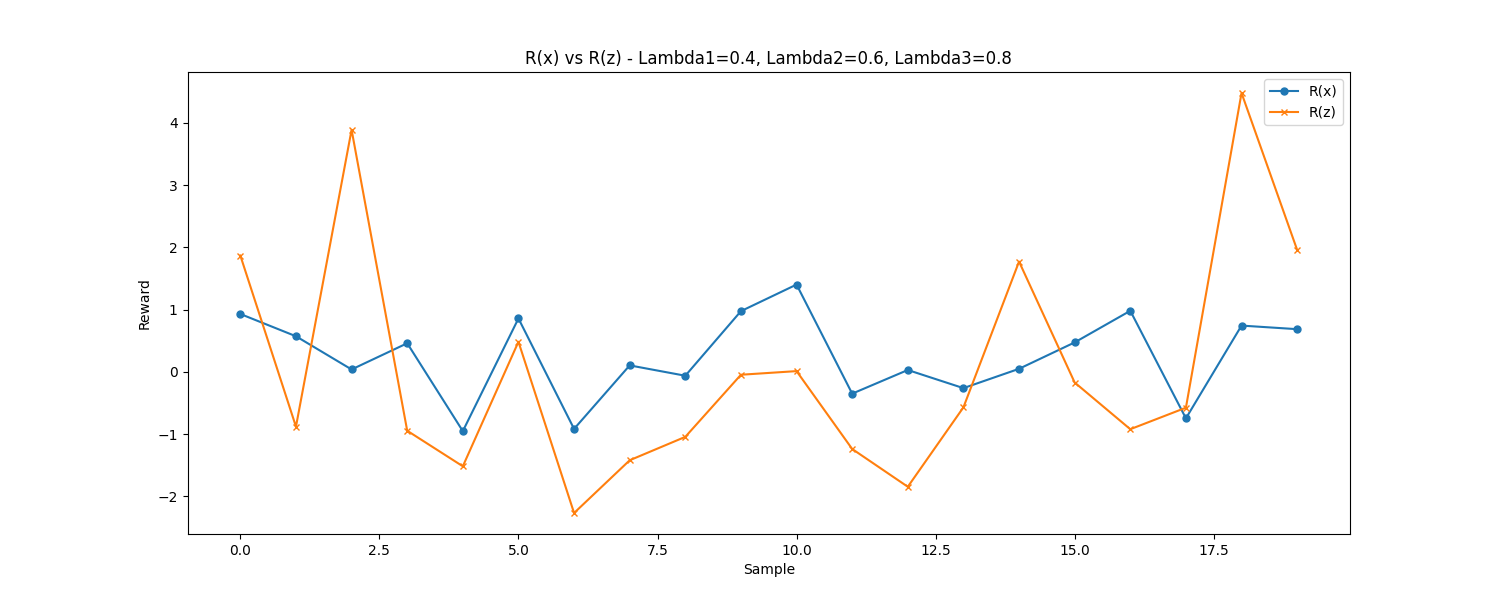 R(x) vs R(z) - Lambda1=0.4, Lambda2=0.6, Lambda3=0.8
R(x)
R(z)
Reward
4
3
2
1
0
−1
−2
0.0 2.5 5.0 7.5 10.0 12.5 15.0 17.5
Sample